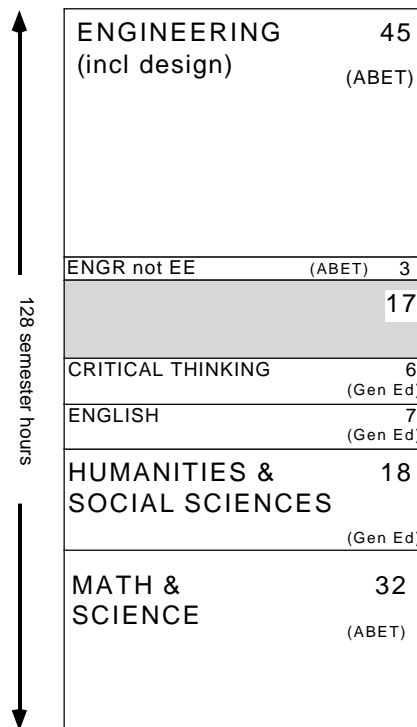 ENGINEERING 45
(incl design) (ABET)
ENGR not EE (ABET) 3
17
CRITICAL THINKING 6
(Gen Ed)
ENGLISH 7
(Gen Ed)
HUMANITIES & 18
SOCIAL SCIENCES
(Gen Ed)
MATH & 32
SCIENCE
(ABET)
128 semester hours